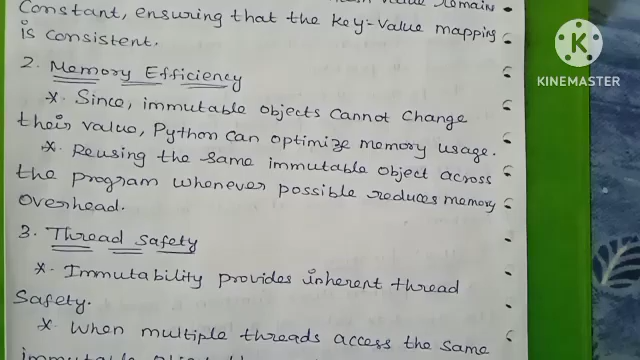 Constant, ensuring that the key-value mapping
is consistent.
2. Memory Efficiency
*. Since, immutable objects cannot change
their value, Python can optimize memory usage.
*. Reusing the same immutable object across
the program whenever possible reduces memory
overhead.
3. Thread Safety
*. Immutability provides inherent thread
Safety.
*. When multiple threads access the same
KINEMASTER